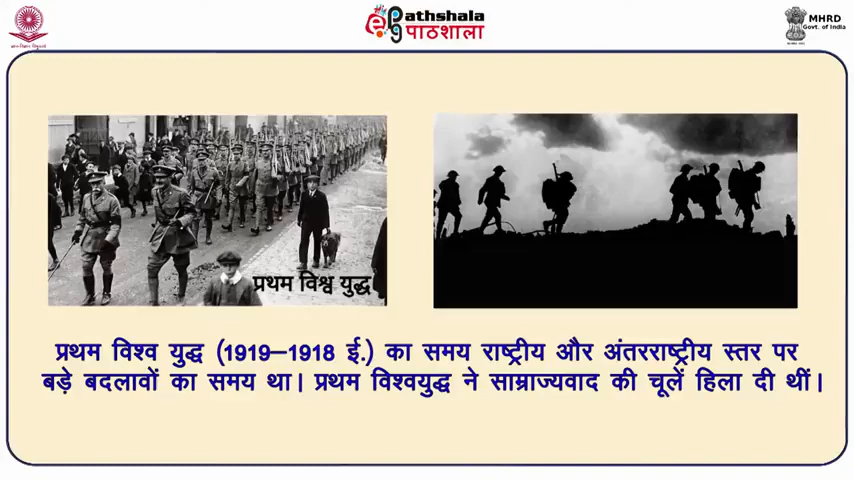 ePathshala
पाठशाला
MHRD
Govt. of India
प्रथम विश्व युद्ध
प्रथम विश्व युद्ध (1919–1918 ई.) का समय राष्ट्रीय और अंतरराष्ट्रीय स्तर पर
बड़े बदलावों का समय था। प्रथम विश्वयुद्ध ने साम्राज्यवाद की चूलें हिला दी थीं।